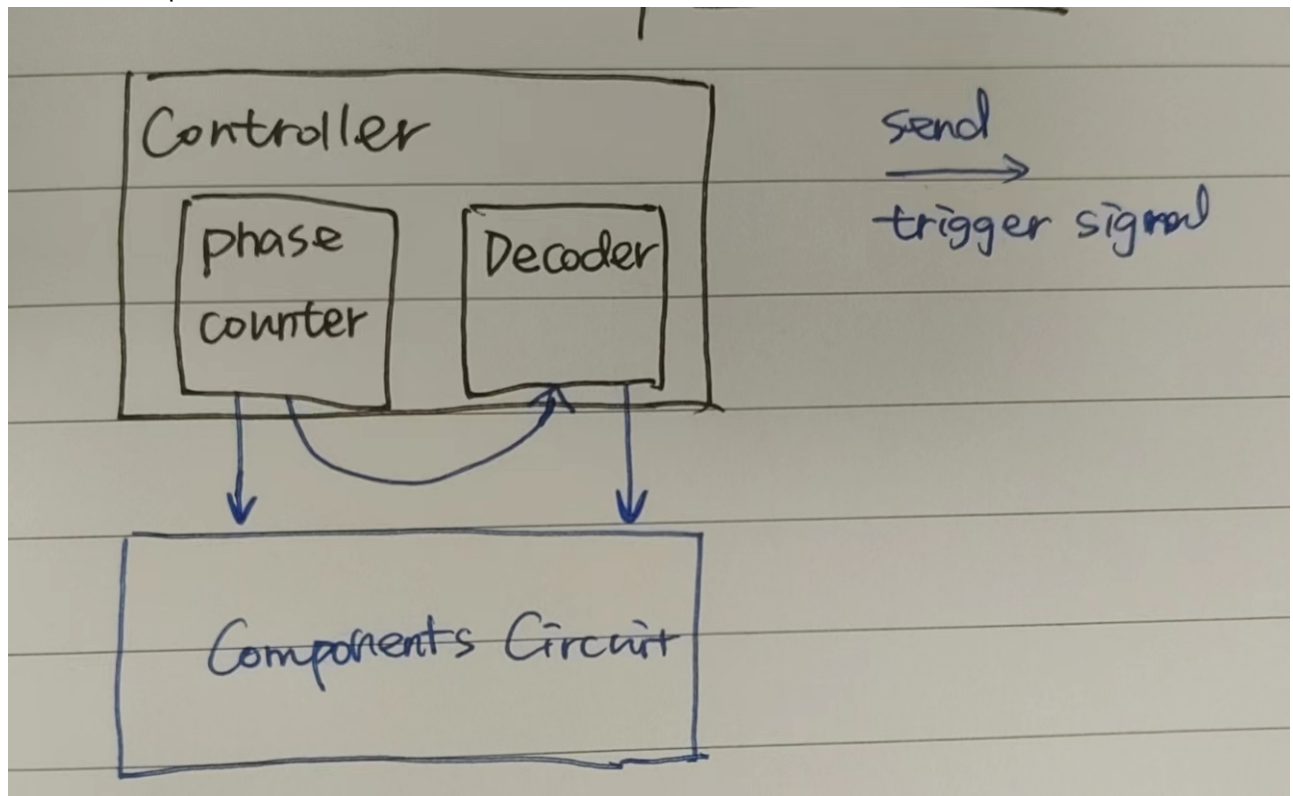 Controller
phase
counter
Decoder
send
trigger signal
Components Circuit